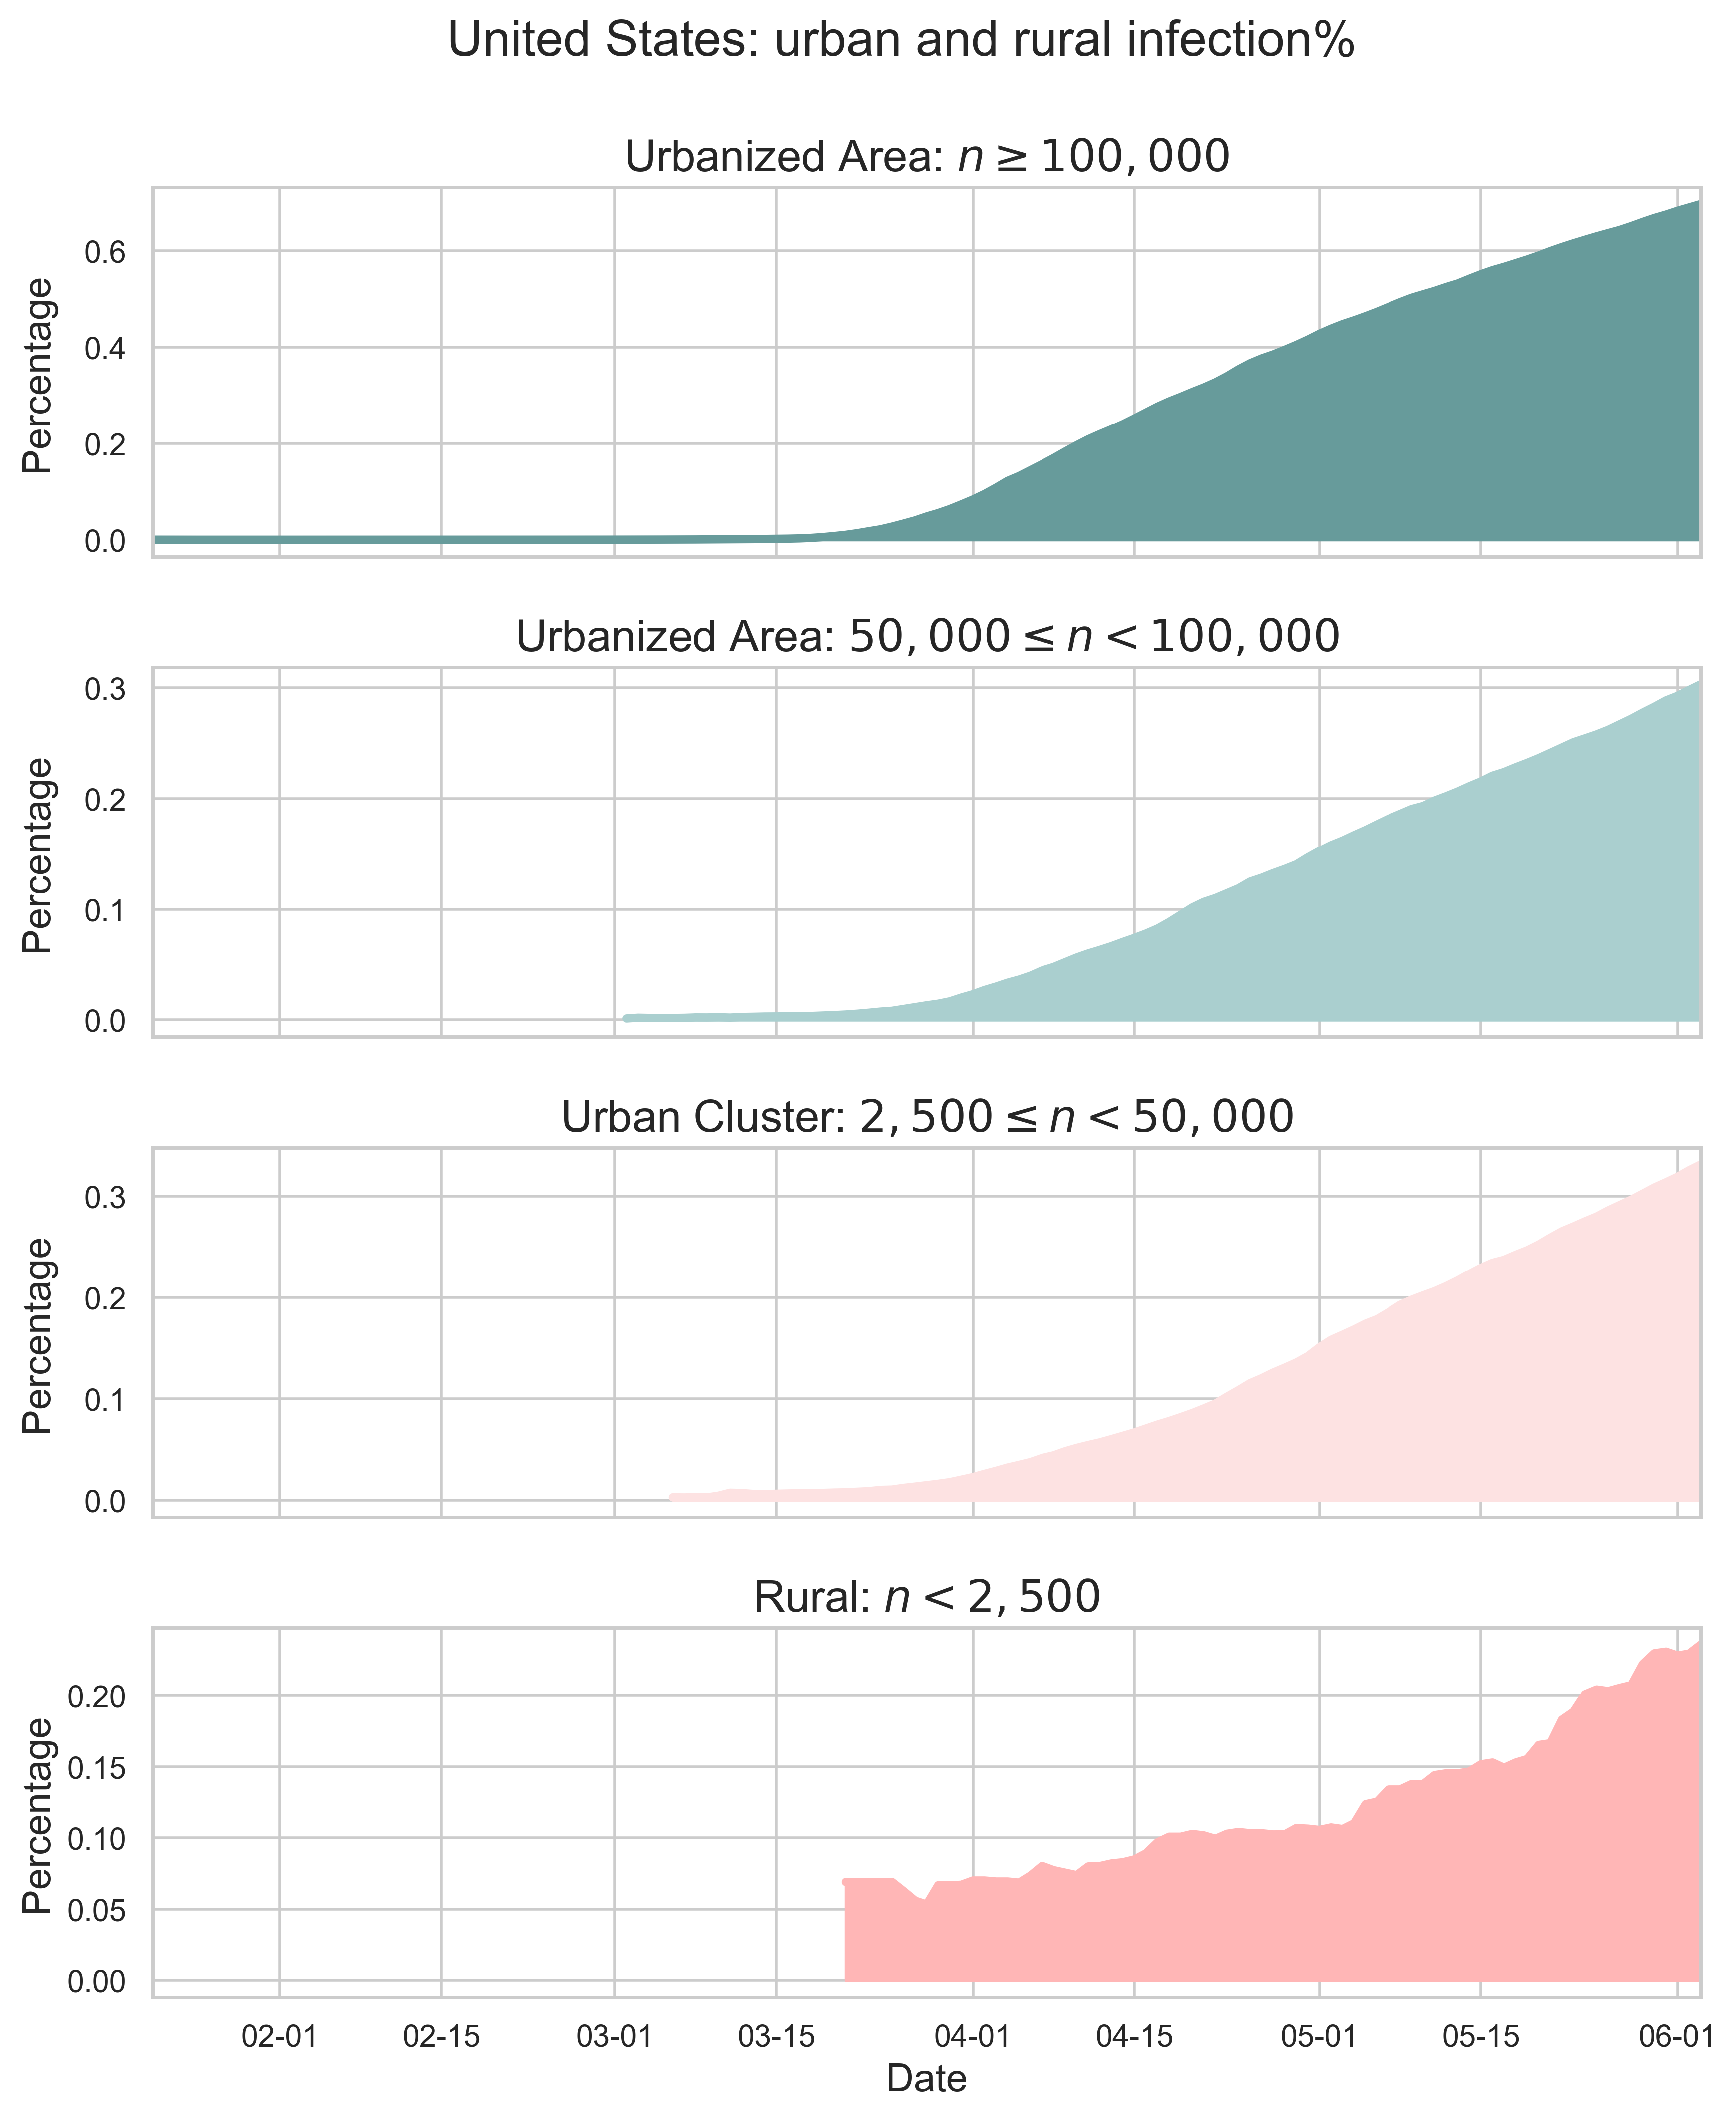 United States: urban and rural infection%
Urbanized Area: n ≥ 100,000
Percentage
0.6
0.4
0.2
0.0
Urbanized Area: 50,000 ≤ n < 100,000
Percentage
0.3
0.2
0.1
0.0
Urban Cluster: 2,500 ≤ n < 50,000
Percentage
0.3
0.2
0.1
0.0
Rural: n < 2,500
Percentage
0.20
0.15
0.10
0.05
0.00
02-01 02-15 03-01 03-15 04-01 04-15 05-01 05-15 06-01
Date